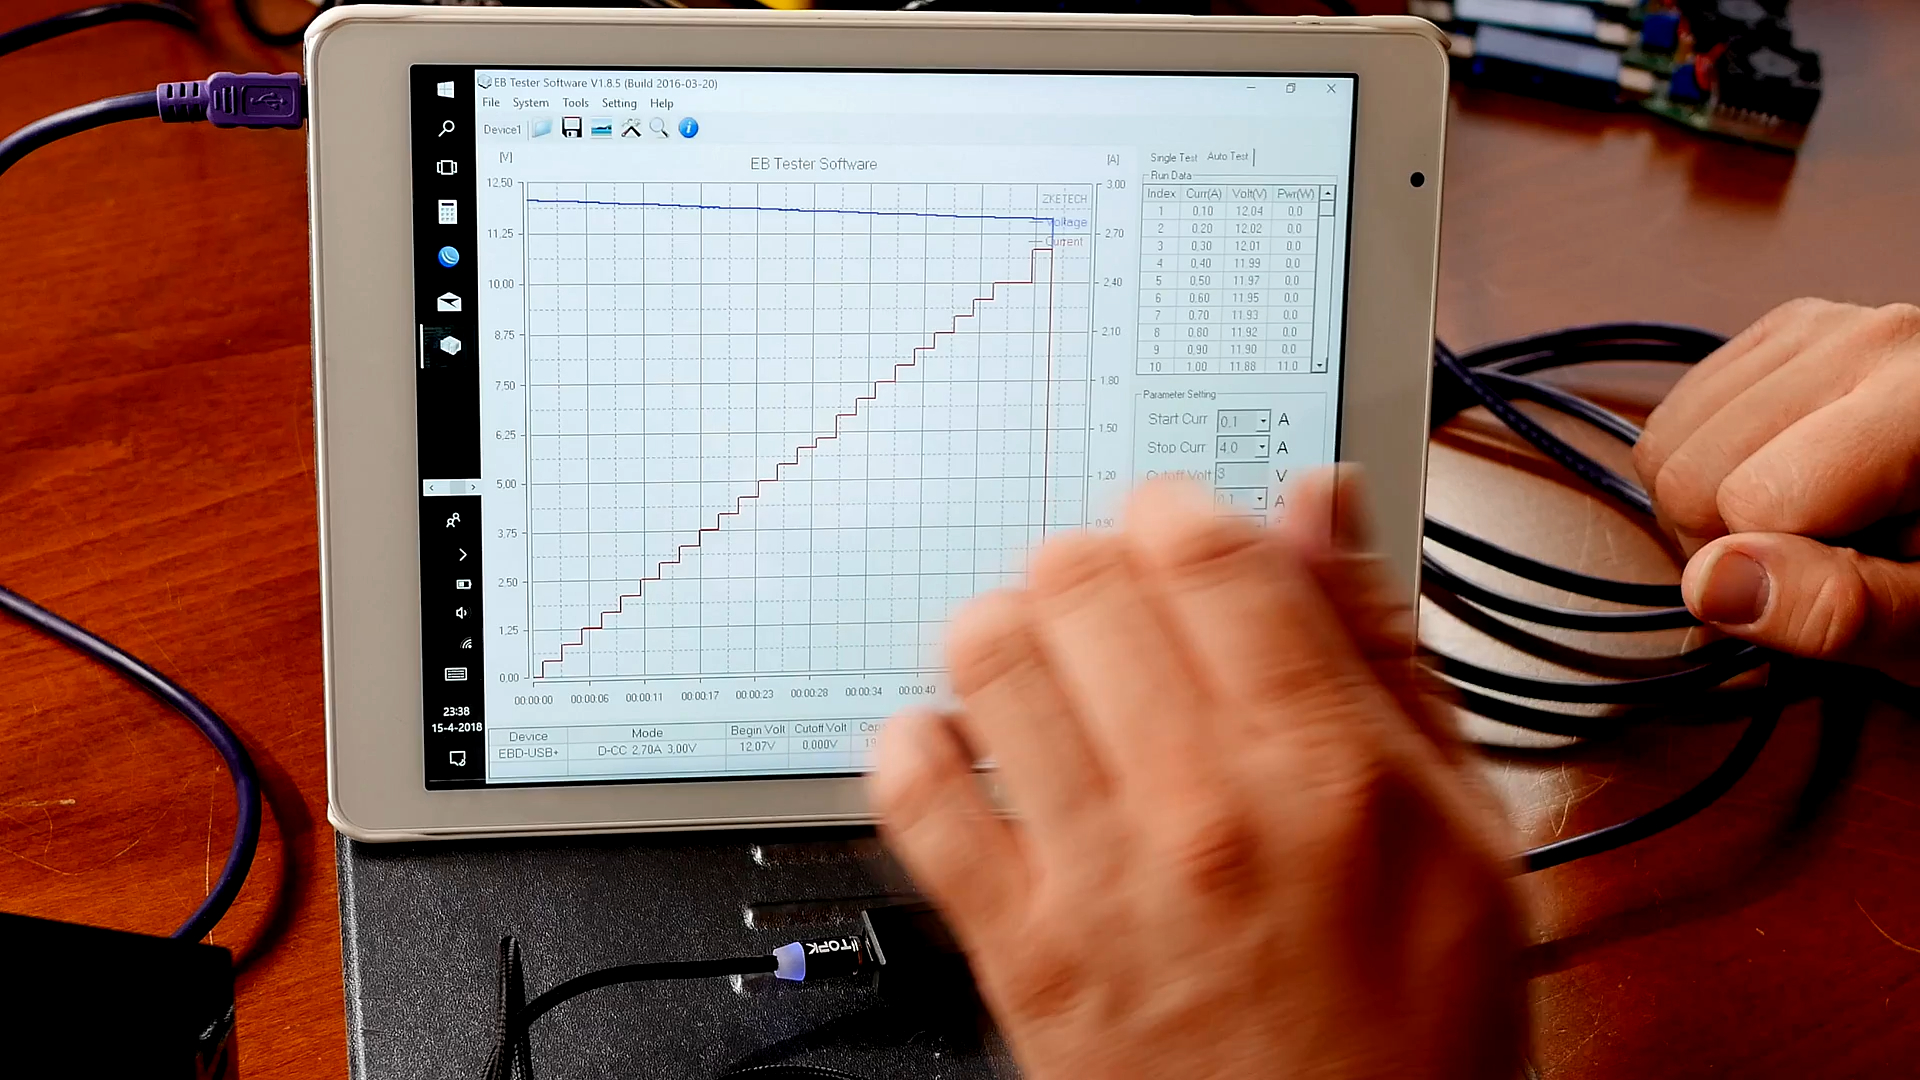 EB Tester Software V1.8.5 (Build 2016-03-20)
File System Tools Setting Help
Device1
[V]
EB Tester Software
[A]
12.50
11.25
10.00
8.75
7.50
6.25
5.00
3.75
2.50
1.25
0.00
3.00
2.70
2.40
2.10
1.80
1.50
1.20
0.90
ZKETECH
Voltage
Current
00:00:00 00:00:06 00:00:11 00:00:17 00:00:23 00:00:28 00:00:34 00:00:40
Single Test Auto Test
Run Data
Index Curr(A) Volt(V) Pwr(W)
1 0.10 12.04 0.0
2 0.20 12.02 0.0
3 0.30 12.01 0.0
4 0.40 11.99 0.0
5 0.50 11.97 0.0
6 0.60 11.95 0.0
7 0.70 11.93 0.0
8 0.80 11.92 0.0
9 0.90 11.90 0.0
10 1.00 11.88 11.0
Parameter Setting
Start Curr 0.1 A
Stop Curr 4.0 A
Cutoff Volt 3 V
0.1 A
Device Mode Begin Volt Cutoff Volt
EBD-USB+ D-CC 2.70A 3.00V 12.07V 0.000V
23:38
15-4-2018
TOPK